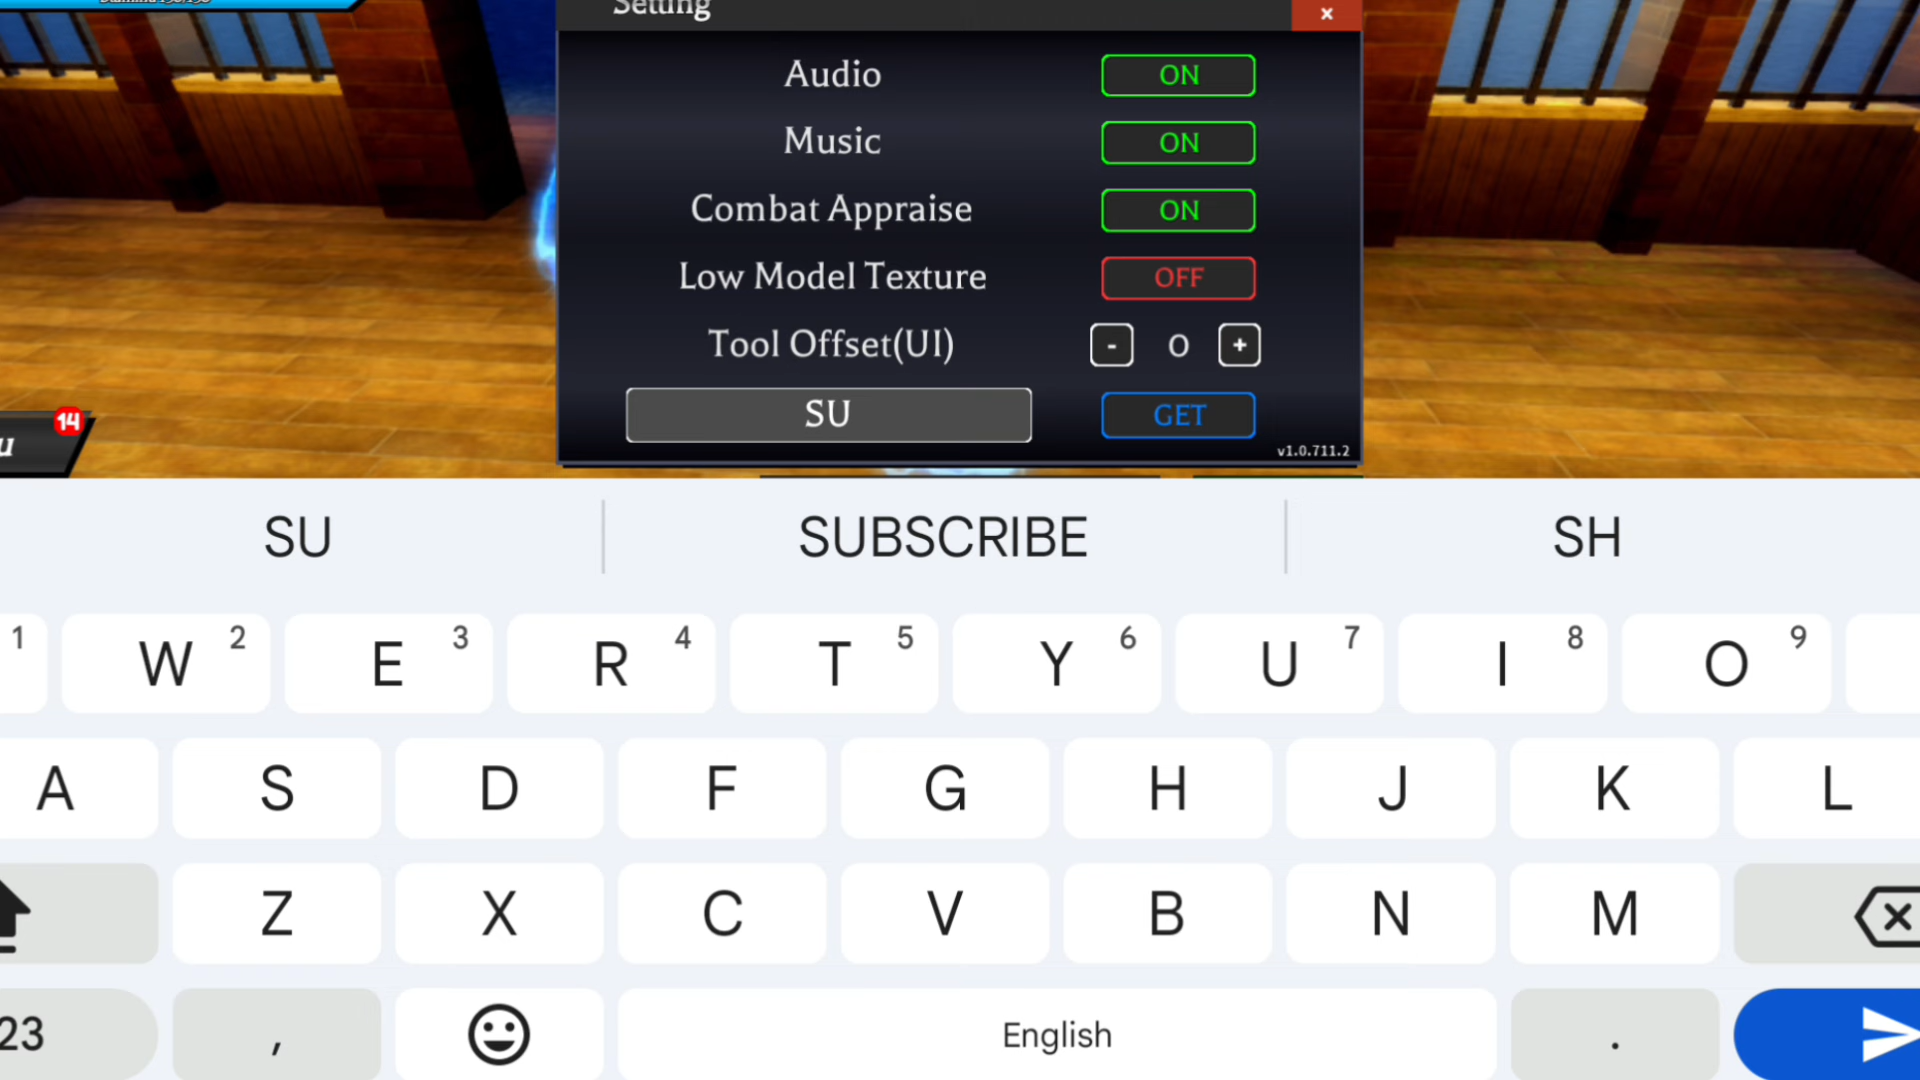 Setting
×
Audio ON
Music ON
Combat Appraise ON
Low Model Texture OFF
Tool Offset(UI) - 0 +
SU GET
v1.0.711.2
14
u
SU SUBSCRIBE SH
1 W 2 E 3 R 4 T 5 Y 6 U 7 I 8 O 9
A S D F G H J K L
Z X C V B N M
23 , English .